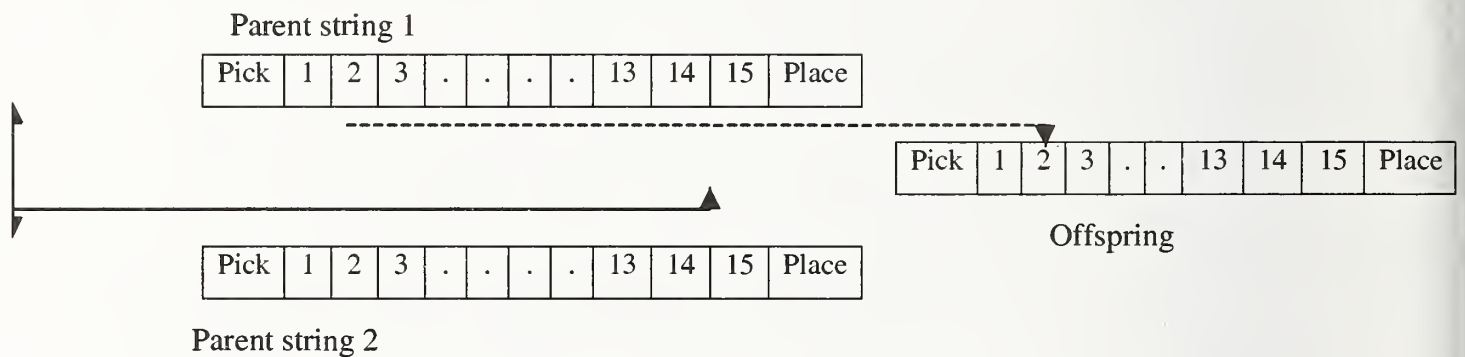 Parent string 1
Pick 1 2 3 . . . . 13 14 15 Place
Pick 1 2 3 . . 13 14 15 Place
Offspring
Pick 1 2 3 . . . . 13 14 15 Place
Parent string 2